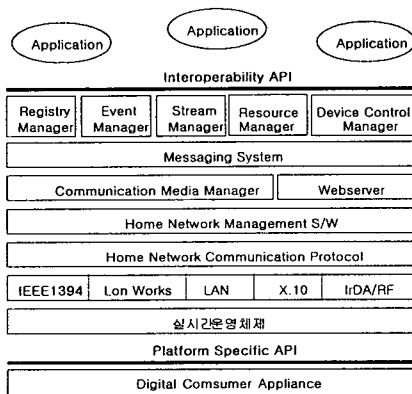 Application
Application
Application
Interoperability API
Registry Manager
Event Manager
Stream Manager
Resource Manager
Device Control Manager
Messaging System
Communication Media Manager
Webserver
Home Network Management S/W
Home Network Communication Protocol
IEEE1394
Lon Works
LAN
X.10
IrDA/RF
실시간운영체제
Platform Specific API
Digital Comsumer Appliance